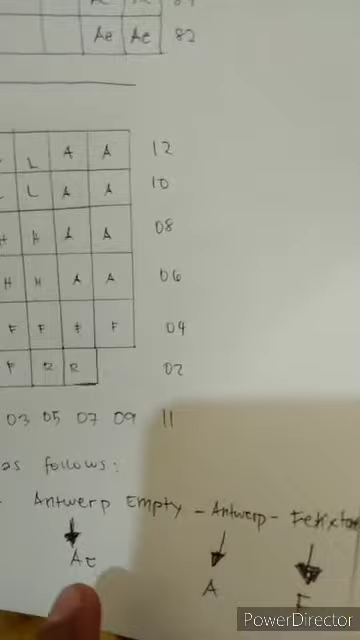 Ae Ae 82
L A A 12
L L A A 10
H H A A 08
H H A A 06
F F F F 04
F R R 02
03 05 07 09 11
as follows:
Antwerp Empty - Antwerp -
AE
A
F
PowerDirector